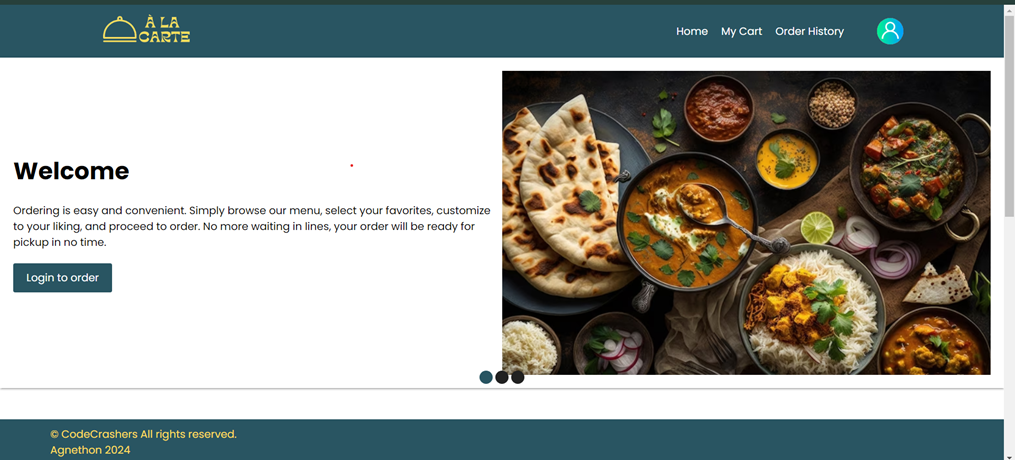 À LA
CARTE
Home My Cart Order History
Welcome
Ordering is easy and convenient. Simply browse our menu, select your favorites, customize
to your liking, and proceed to order. No more waiting in lines, your order will be ready for
pickup in no time.
Login to order
© CodeCrashers All rights reserved.
Agnethon 2024